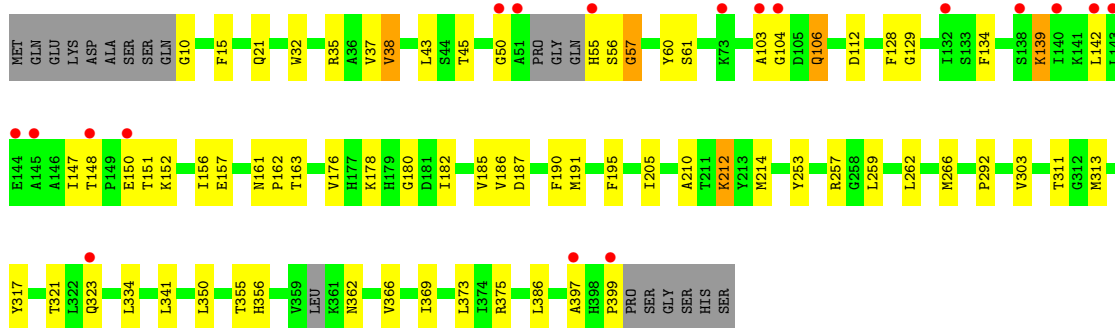 MET GLN GLU LYS ASP ALA SER SER GLN G10 F15 Q21 W32 R35 A36 V37 V38 L43 S44 T45 G50 A51 PRO GLY GLN H55 S56 G57 Y60 S61 K73 A103 G104 D105 Q106 D112 F128 G129 I132 S133 F134 S138 K139 I140 K141 L142 L143
E144 A145 A146 I147 T148 P149 E150 T151 K152 I156 E157 N161 P162 T163 V176 H177 K178 H179 G180 D181 I182 V185 V186 D187 F190 M191 F195 I205 A210 T211 K212 Y213 M214 Y253 R257 G258 L259 L262 M266 P292 V303 T311 G312 M313
Y317 T321 L322 Q323 L334 L341 L350 T355 H356 V359 LEU K361 N362 V366 I369 L373 I374 R375 L386 A397 H398 P399 PRO SER GLY SER HIS SER